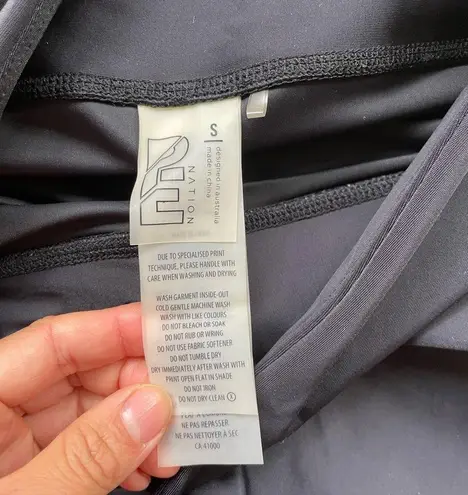 S
designed in australia
made in china
PE
NATION
DUE TO SPECIALISED PRINT
TECHNIQUE, PLEASE HANDLE WITH
CARE WHEN WASHING AND DRYING
WASH GARMENT INSIDE-OUT
COLD GENTLE MACHINE WASH
WASH WITH LIKE COLOURS
DO NOT BLEACH OR SOAK
DO NOT RUB OR WRING
DO NOT USE FABRIC SOFTENER
DO NOT TUMBLE DRY
DRY IMMEDIATELY AFTER WASH WITH
PRINT OPEN FLAT IN SHADE
DO NOT IRON
DO NOT DRY CLEAN
NE PAS REPASSER
NE PAS NETTOYER A SEC
CA 41000